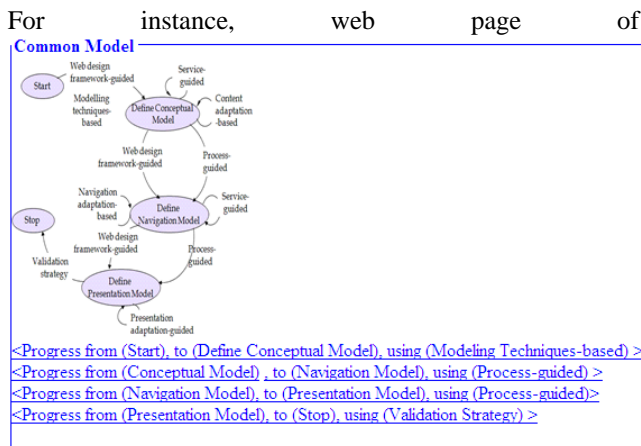 For instance, web page of
Common Model
Start
Web design
framework-guided
Service-
guided
Modelling
techniques-
based
Define Conceptual
Model
Content
adaptation
-based
Web design
framework-guided
Process-
guided
Navigation
adaptation-
based
Service-
guided
Define
Navigation Model
Stop
Web design
framework-guided
Process-
guided
Validation
strategy
Define
Presentation Model
Presentation
adaptation-guided
<Progress from (Start), to (Define Conceptual Model), using (Modeling Techniques-based) >
<Progress from (Conceptual Model) , to (Navigation Model), using (Process-guided) >
<Progress from (Navigation Model), to (Presentation Model), using (Process-guided)>
<Progress from (Presentation Model), to (Stop), using (Validation Strategy) >